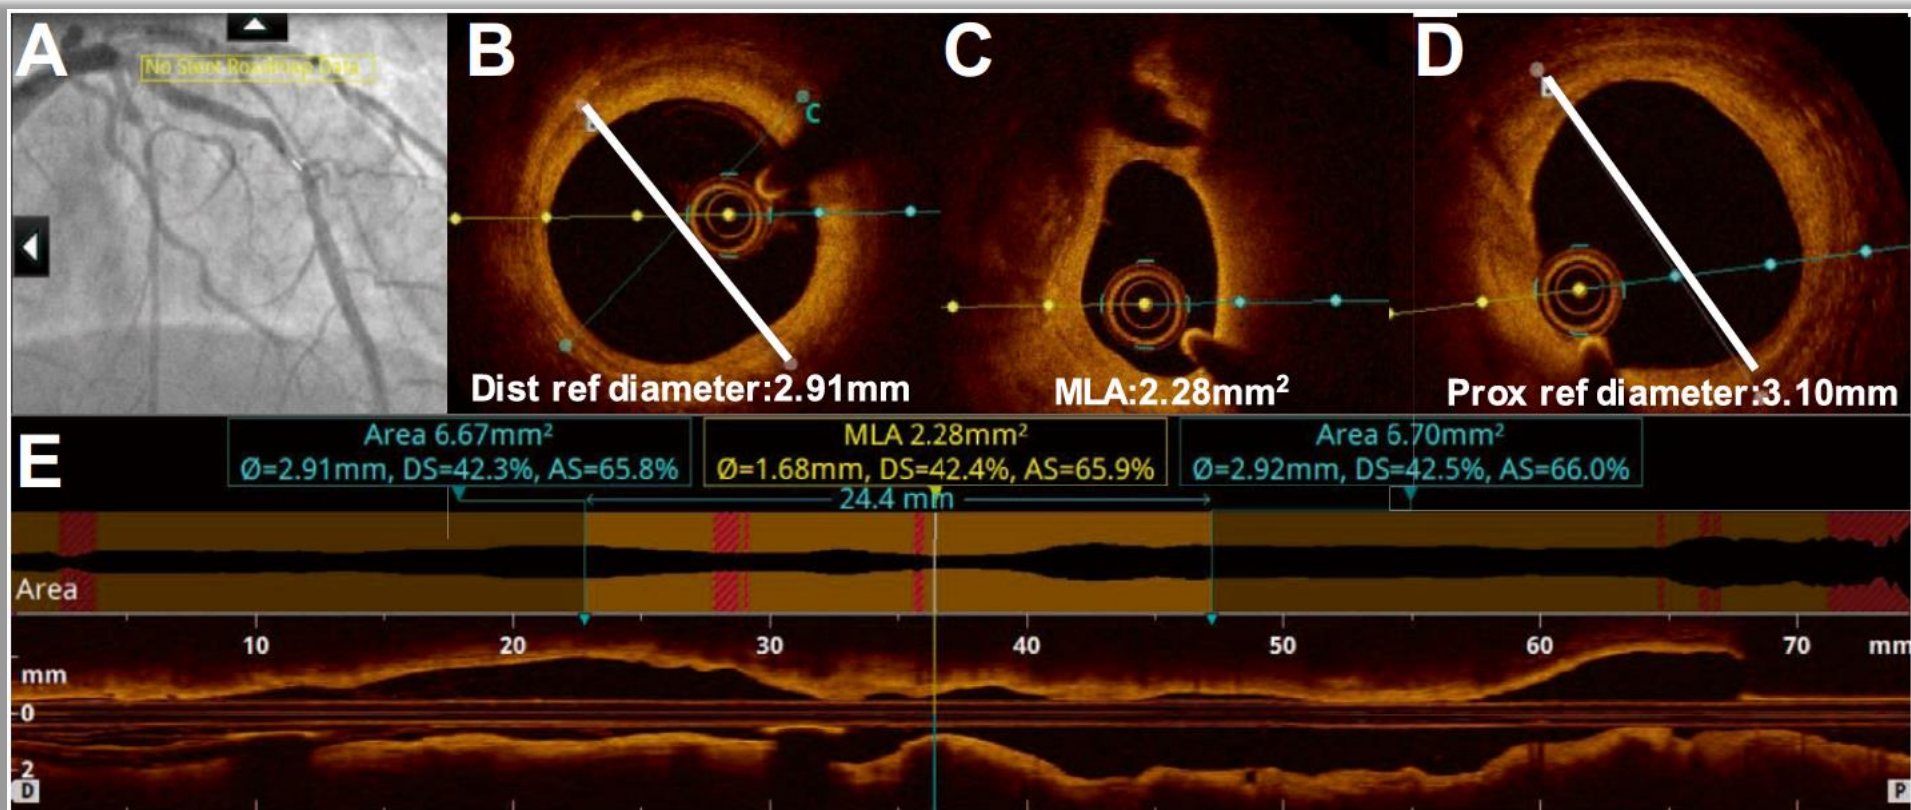 A
No Stent Roadmap Data
B
C
Dist ref diameter:2.91mm
C
MLA:2.28mm²
D
Prox ref diameter:3.10mm
E
Area 6.67mm²
Ø=2.91mm, DS=42.3%, AS=65.8%
MLA 2.28mm²
Ø=1.68mm, DS=42.4%, AS=65.9%
Area 6.70mm²
Ø=2.92mm, DS=42.5%, AS=66.0%
24.4 mm
Area
10 20 30 40 50 60 70 mm
mm
0
2
D P